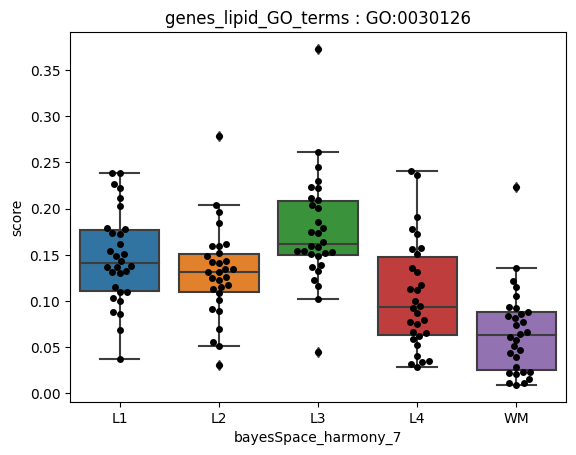 genes_lipid_GO_terms : GO:0030126
0.35
0.30
0.25
0.20
0.15
0.10
0.05
0.00
score
L1 L2 L3 L4 WM
bayesSpace_harmony_7